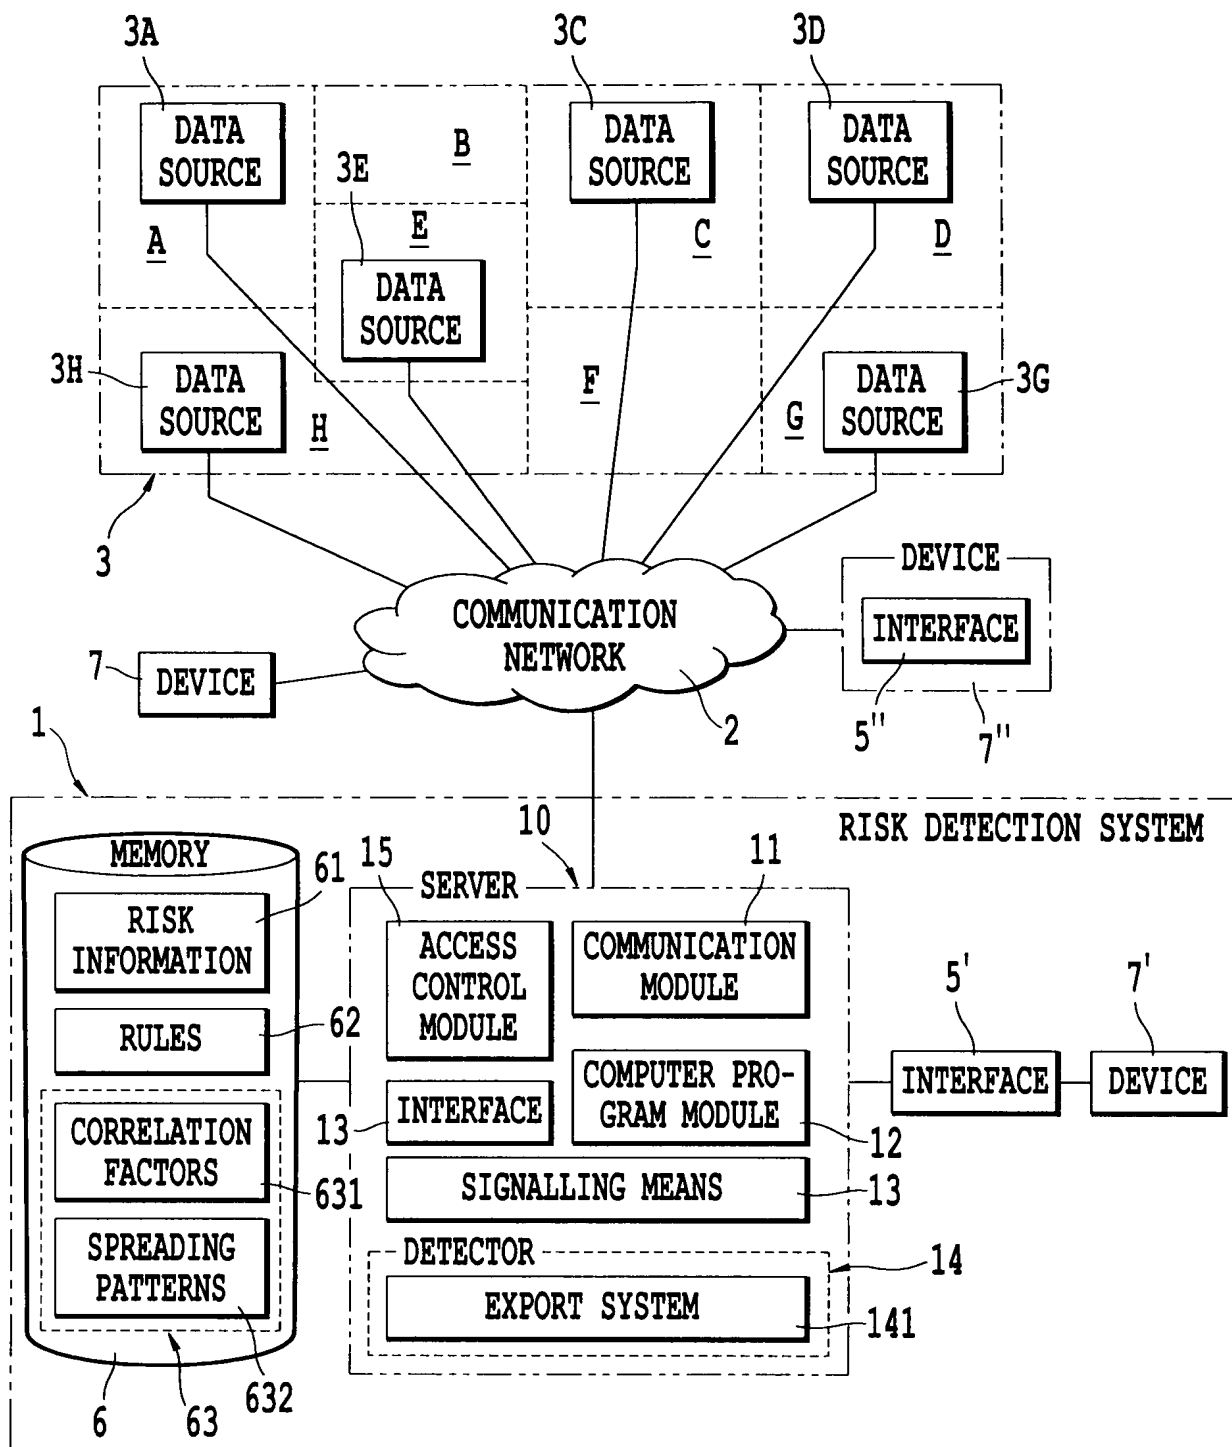 3A
3C
3D
DATA
SOURCE
B
DATA
SOURCE
DATA
SOURCE
3E
A
E
C
D
DATA
SOURCE
3H
DATA
SOURCE
H
F
G
DATA
SOURCE
3G
3
DEVICE
COMMUNICATION
NETWORK
INTERFACE
7
DEVICE
2
5''
7''
1
10
RISK DETECTION SYSTEM
MEMORY
15
11
SERVER
61
RISK
INFORMATION
ACCESS
CONTROL
MODULE
COMMUNICATION
MODULE
5'
7'
RULES
62
INTERFACE
DEVICE
COMPUTER PRO-
GRAM MODULE
INTERFACE
13
12
CORRELATION
FACTORS
631
SIGNALLING MEANS
13
SPREADING
PATTERNS
DETECTOR
14
EXPORT SYSTEM
141
6
63
632